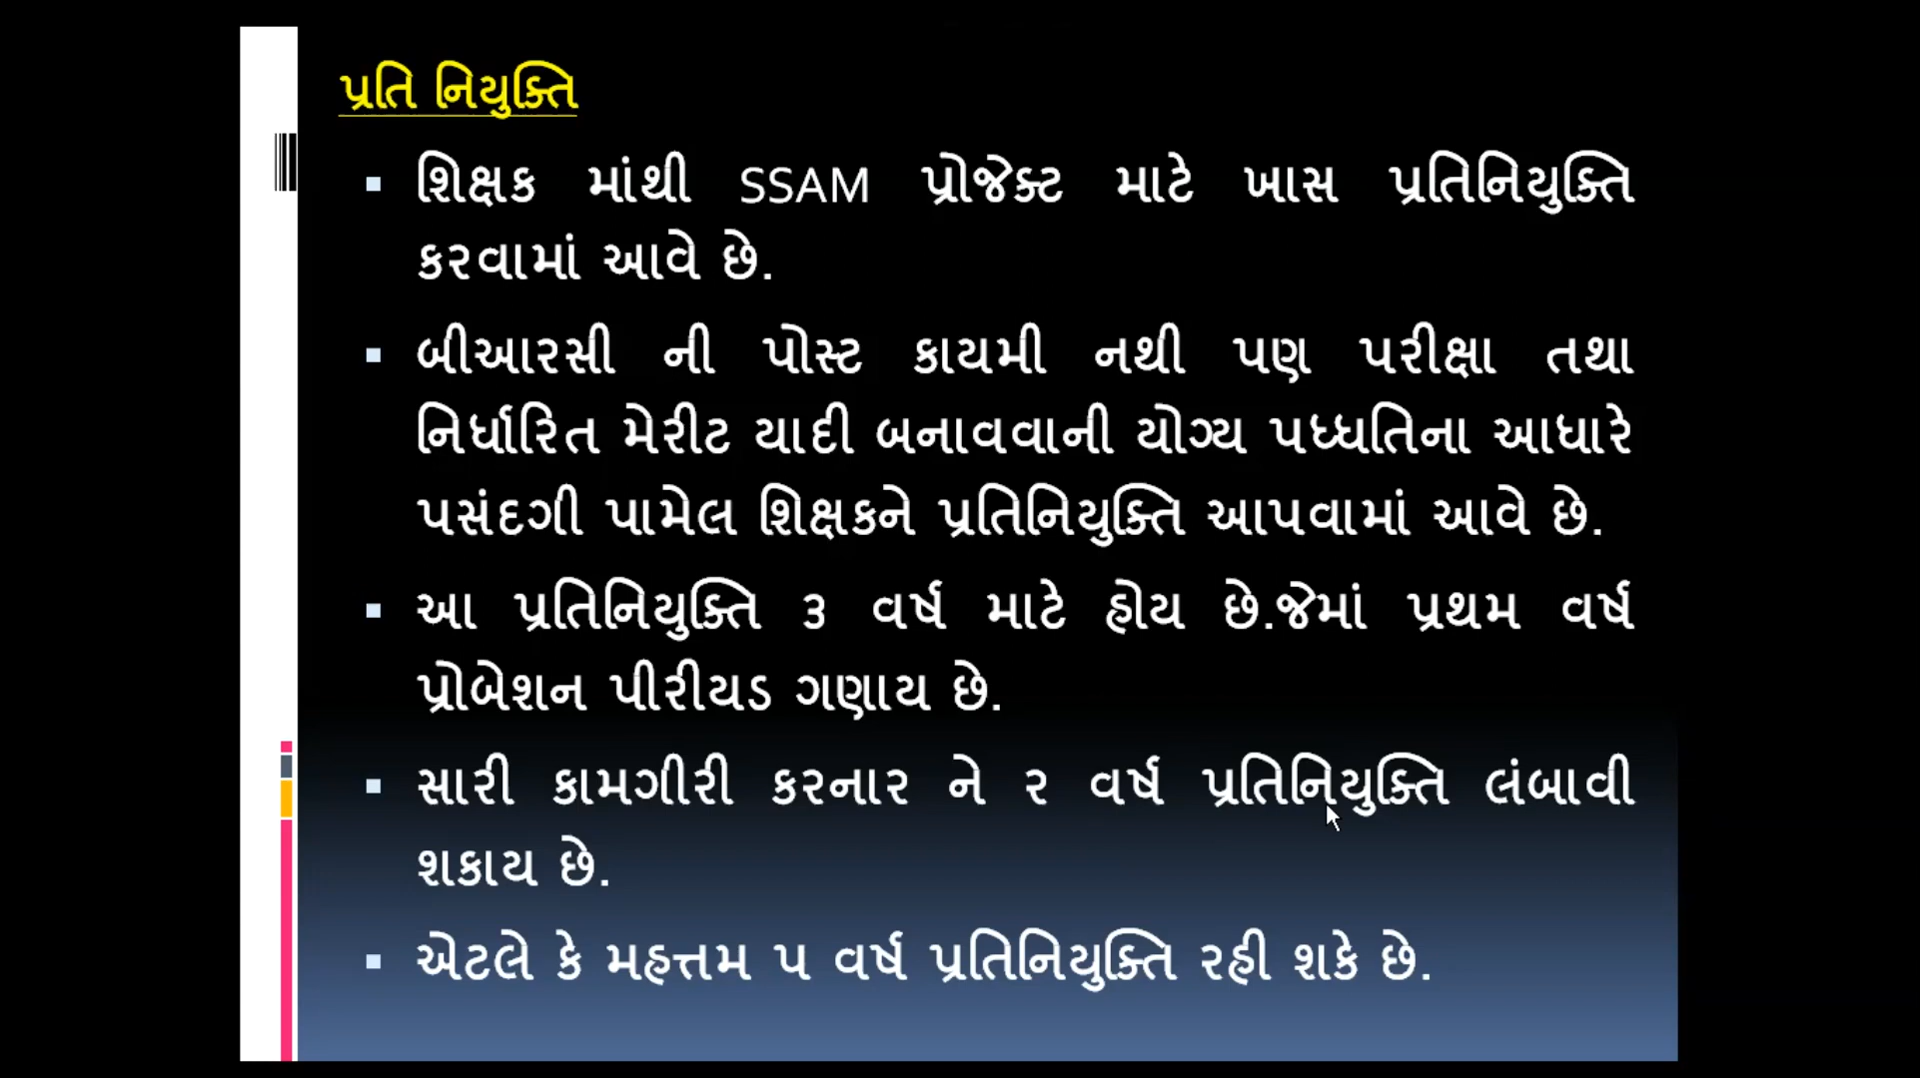 પ્રતિ નિયુક્તિ
શિક્ષક માંથી SSAM પ્રોજેક્ટ માટે ખાસ પ્રતિનિયુક્તિ
કરવામાં આવે છે.
બીઆરસી ની પોસ્ટ કાયમી નથી પણ પરીક્ષા તથા
નિર્ધારિત મેરીટ યાદી બનાવવાની યોગ્ય પધ્ધતિના આધારે
પસંદગી પામેલ શિક્ષકને પ્રતિનિયુક્તિ આપવામાં આવે છે.
આ પ્રતિનિયુક્તિ ૩ વર્ષ માટે હોય છે.જેમાં પ્રથમ વર્ષ
પ્રોબેશન પીરીયડ ગણાય છે.
સારી કામગીરી કરનાર ને ૨ વર્ષ પ્રતિનિયુક્તિ લંબાવી
શકાય છે.
એટલે કે મહત્તમ ૫ વર્ષ પ્રતિનિયુક્તિ રહી શકે છે.